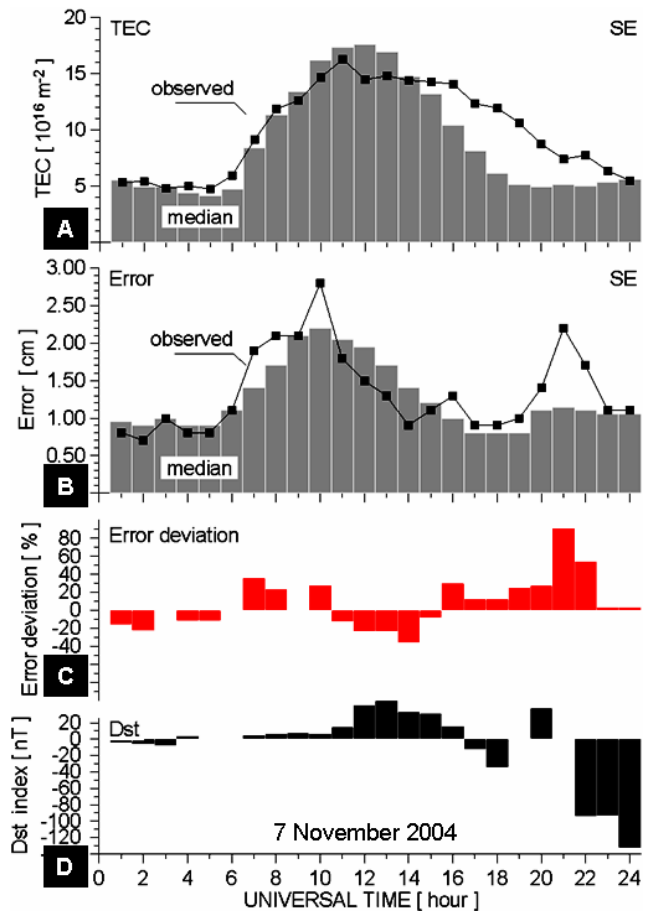 TEC SE
20
15
10
5
TEC [ 10^16 m^-2 ]
observed
median
A
Error SE
3.00
2.50
2.00
1.50
1.00
0.50
Error [ cm ]
observed
median
B
Error deviation
80
60
40
20
0
-20
-40
Error deviation [ % ]
C
Dst
20
0
-20
-40
-60
-80
-100
-120
Dst index [ nT ]
7 November 2004
D
0 2 4 6 8 10 12 14 16 18 20 22 24
UNIVERSAL TIME [ hour ]